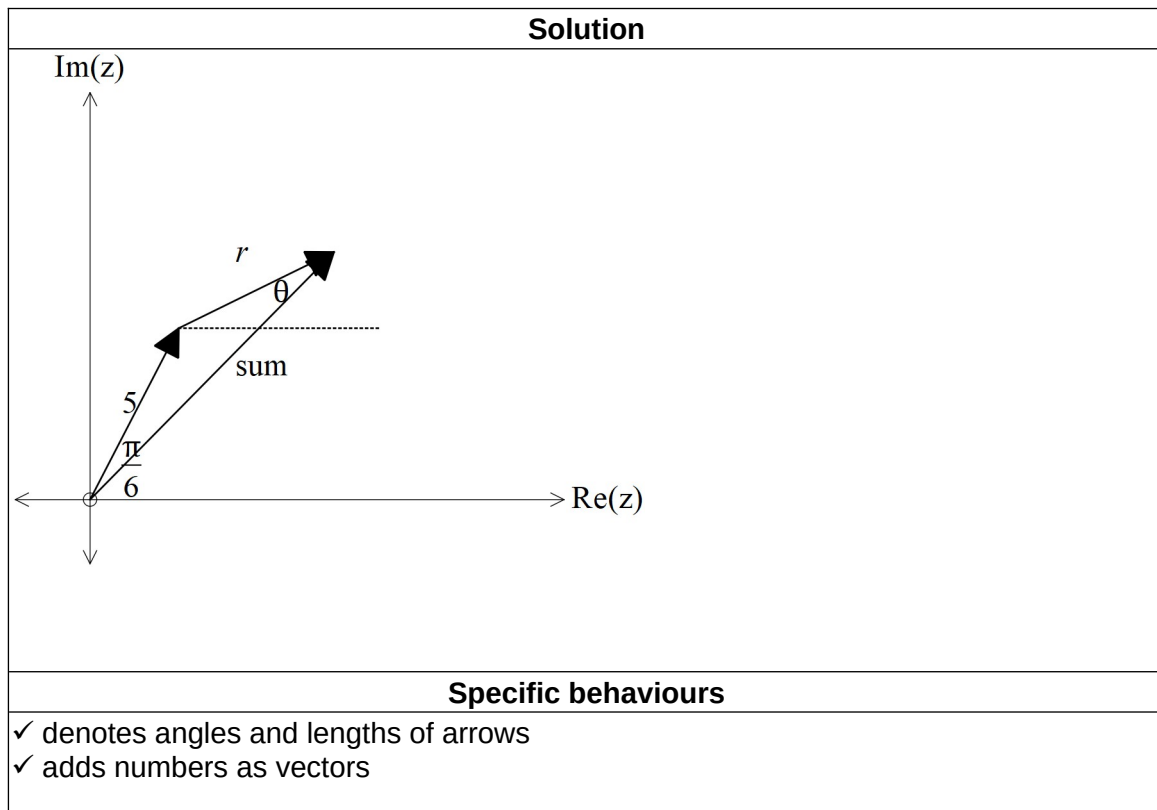 Solution
Im(z)
r
θ
sum
5
π
6
Re(z)
Specific behaviours
✓ denotes angles and lengths of arrows
✓ adds numbers as vectors